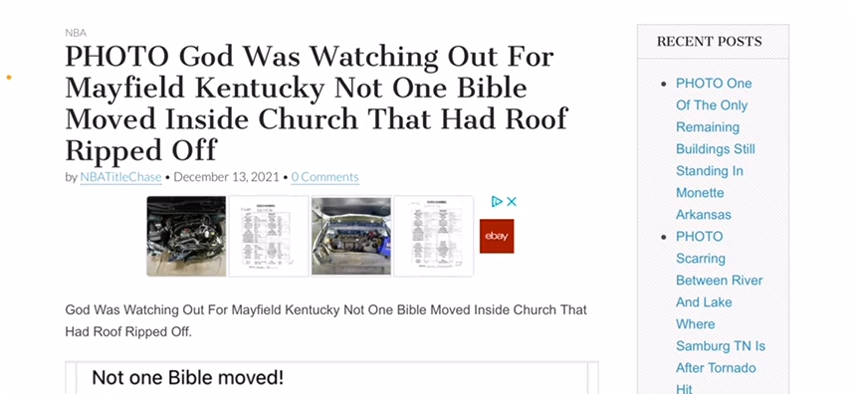 NBA
PHOTO God Was Watching Out For
Mayfield Kentucky Not One Bible
Moved Inside Church That Had Roof
Ripped Off
by NBATitleChase • December 13, 2021 • 0 Comments
ebay
God Was Watching Out For Mayfield Kentucky Not One Bible Moved Inside Church That
Had Roof Ripped Off.
Not one Bible moved!
RECENT POSTS
PHOTO One
Of The Only
Remaining
Buildings Still
Standing In
Monette
Arkansas
PHOTO
Scarring
Between River
And Lake
Where
Samburg TN Is
After Tornado
Hit